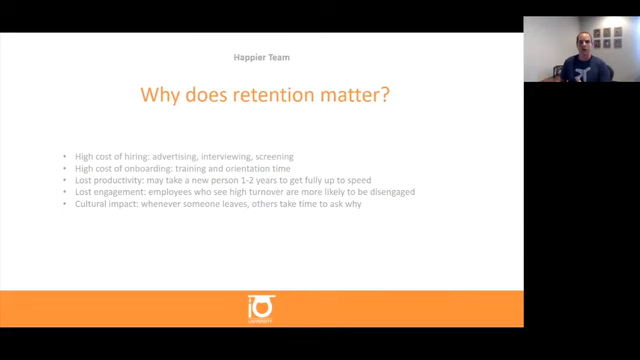 Happier Team
Why does retention matter?
• High cost of hiring: advertising, interviewing, screening
• High cost of onboarding: training and orientation time
• Lost productivity: may take a new person 1-2 years to get fully up to speed
• Lost engagement: employees who see high turnover are more likely to be disengaged
• Cultural impact: whenever someone leaves, others take time to ask why
iO
UNIVERSITY